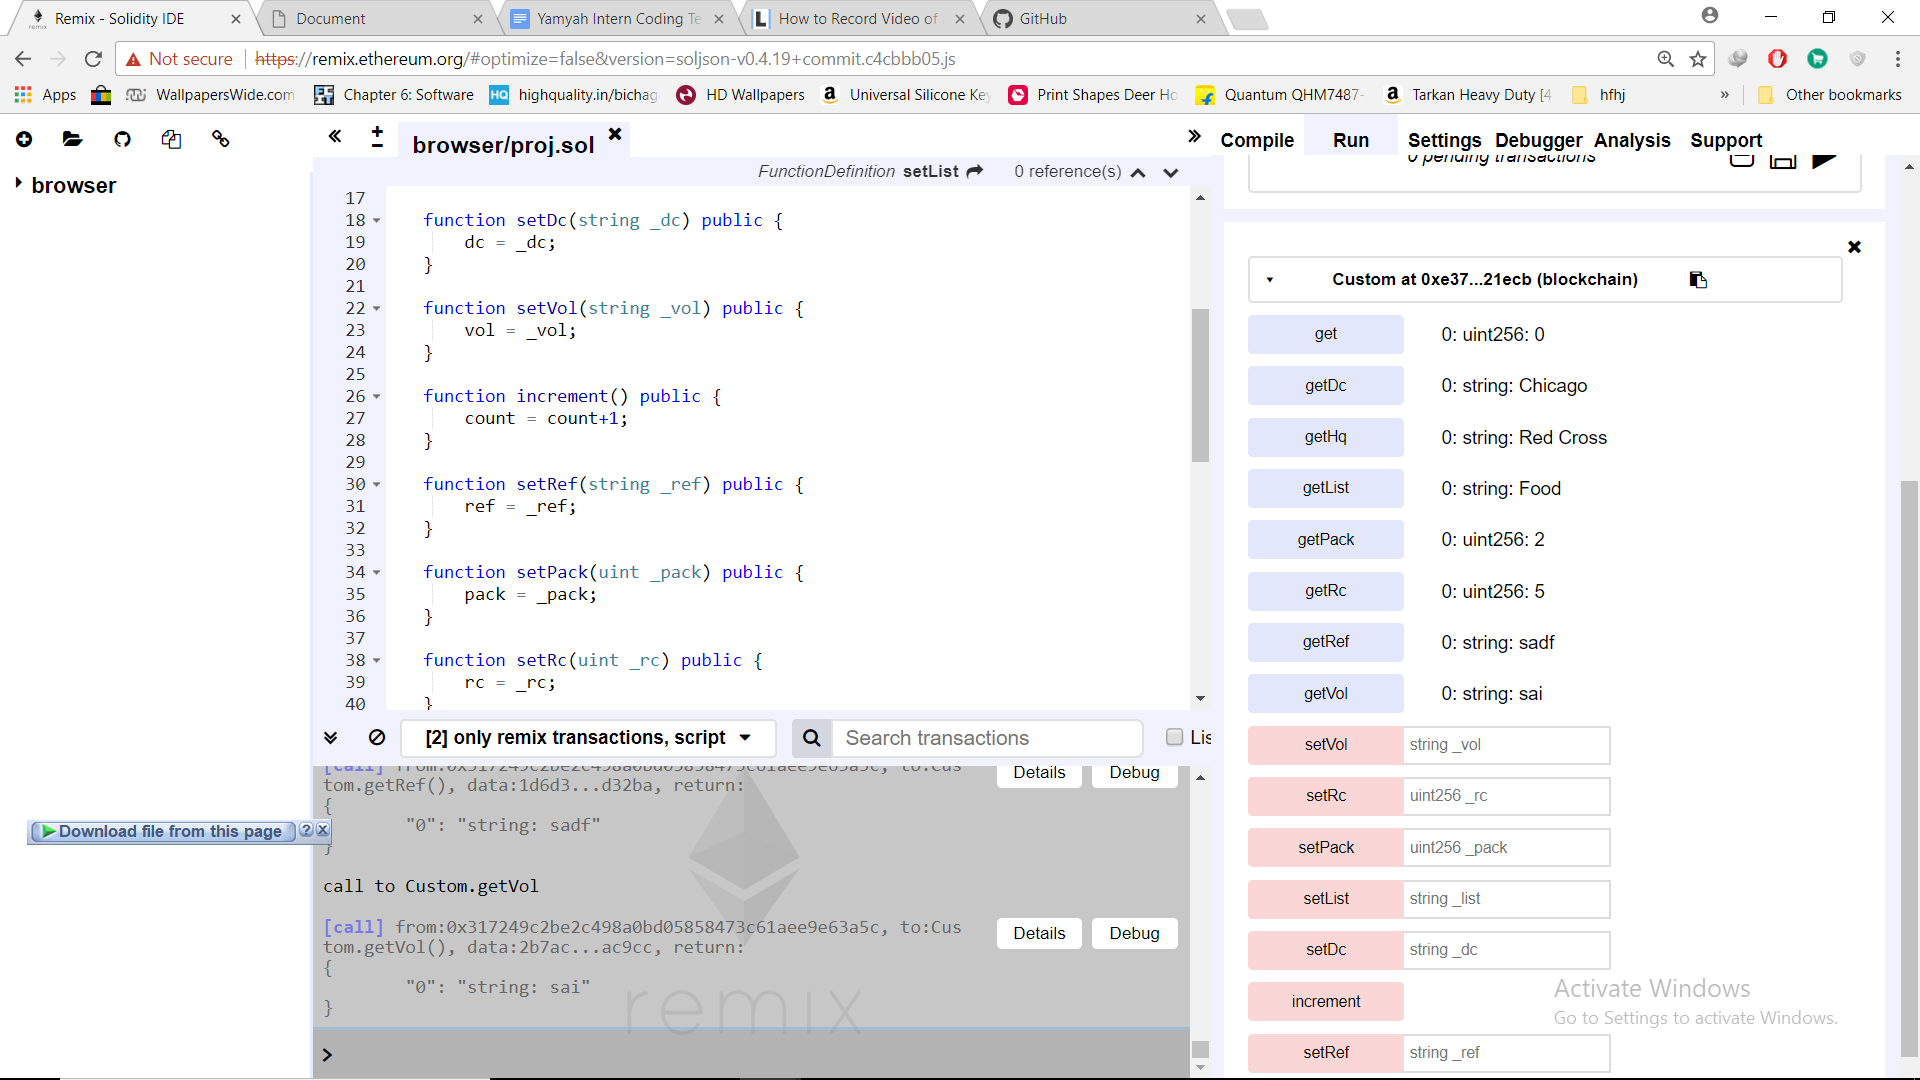 Remix - Solidity IDE
Document
Yamyah Intern Coding Te
How to Record Video of
GitHub
Not secure
https://remix.ethereum.org/#optimize=false&version=soljson-v0.4.19+commit.c4cbbb05.js
Apps
WallpapersWide.com
Chapter 6: Software
HQ highquality.in/bichag
HD Wallpapers
Universal Silicone Key
Print Shapes Deer Ho
Quantum QHM7487-
Tarkan Heavy Duty [4
hfhj
» Other bookmarks
browser
browser/proj.sol
FunctionDefinition setList 0 reference(s)
17
18 function setDc(string _dc) public {
19 dc = _dc;
20 }
21
22 function setVol(string _vol) public {
23 vol = _vol;
24 }
25
26 function increment() public {
27 count = count+1;
28 }
29
30 function setRef(string _ref) public {
31 ref = _ref;
32 }
33
34 function setPack(uint _pack) public {
35 pack = _pack;
36 }
37
38 function setRc(uint _rc) public {
39 rc = _rc;
40 }
[2] only remix transactions, script
Search transactions
Lis
[call] from:0x317249c2be2c498a0bd05858473c61aee9e63a5c, to:Cus
tom.getRef(), data:1d6d3...d32ba, return:
{
"0": "string: sadf"
}
Details
Debug
call to Custom.getVol
[call] from:0x317249c2be2c498a0bd05858473c61aee9e63a5c, to:Cus
tom.getVol(), data:2b7ac...ac9cc, return:
{
"0": "string: sai"
}
Details
Debug
remix
>
Download file from this page
Compile Run Settings Debugger Analysis Support
0 pending transactions
Custom at 0xe37...21ecb (blockchain)
get 0: uint256: 0
getDc 0: string: Chicago
getHq 0: string: Red Cross
getList 0: string: Food
getPack 0: uint256: 2
getRc 0: uint256: 5
getRef 0: string: sadf
getVol 0: string: sai
setVol string _vol
setRc uint256 _rc
setPack uint256 _pack
setList string _list
setDc string _dc
increment
setRef string _ref
Activate Windows
Go to Settings to activate Windows.